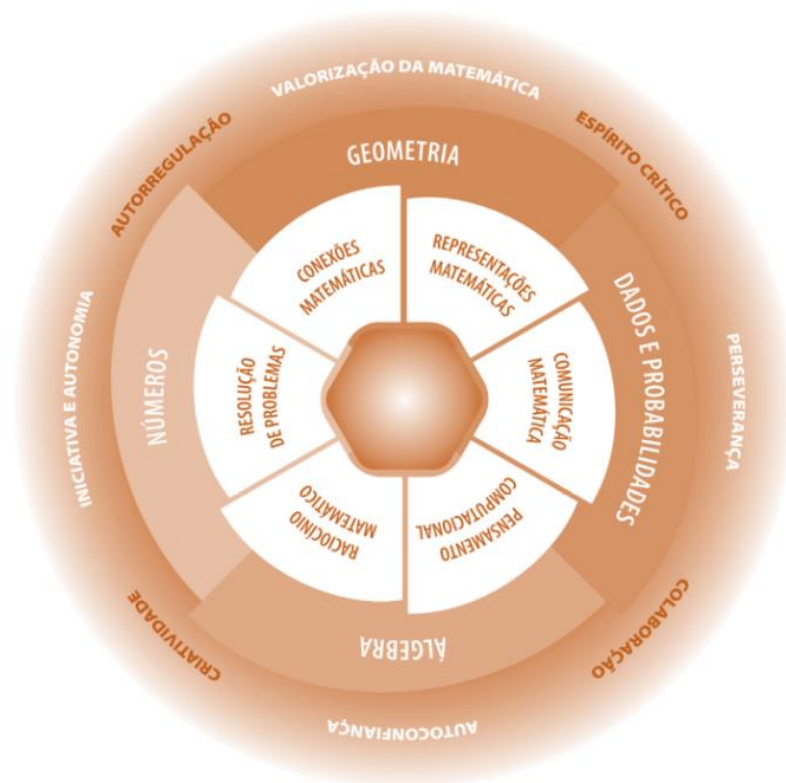 VALORIZAÇÃO DA MATEMÁTICA
ESPÍRITO CRÍTICO
PERSEVERANÇA
COLABORAÇÃO
AUTOCONFIANÇA
CRIATIVIDADE
INICIATIVA E AUTONOMIA
AUTORREGULAÇÃO
GEOMETRIA
DADOS E PROBABILIDADES
ÁLGEBRA
NÚMEROS
CONEXÕES
MATEMÁTICAS
REPRESENTAÇÕES
MATEMÁTICAS
COMUNICAÇÃO
MATEMÁTICA
PENSAMENTO
COMPUTACIONAL
RACIOCÍNIO
MATEMÁTICO
RESOLUÇÃO
DE PROBLEMAS